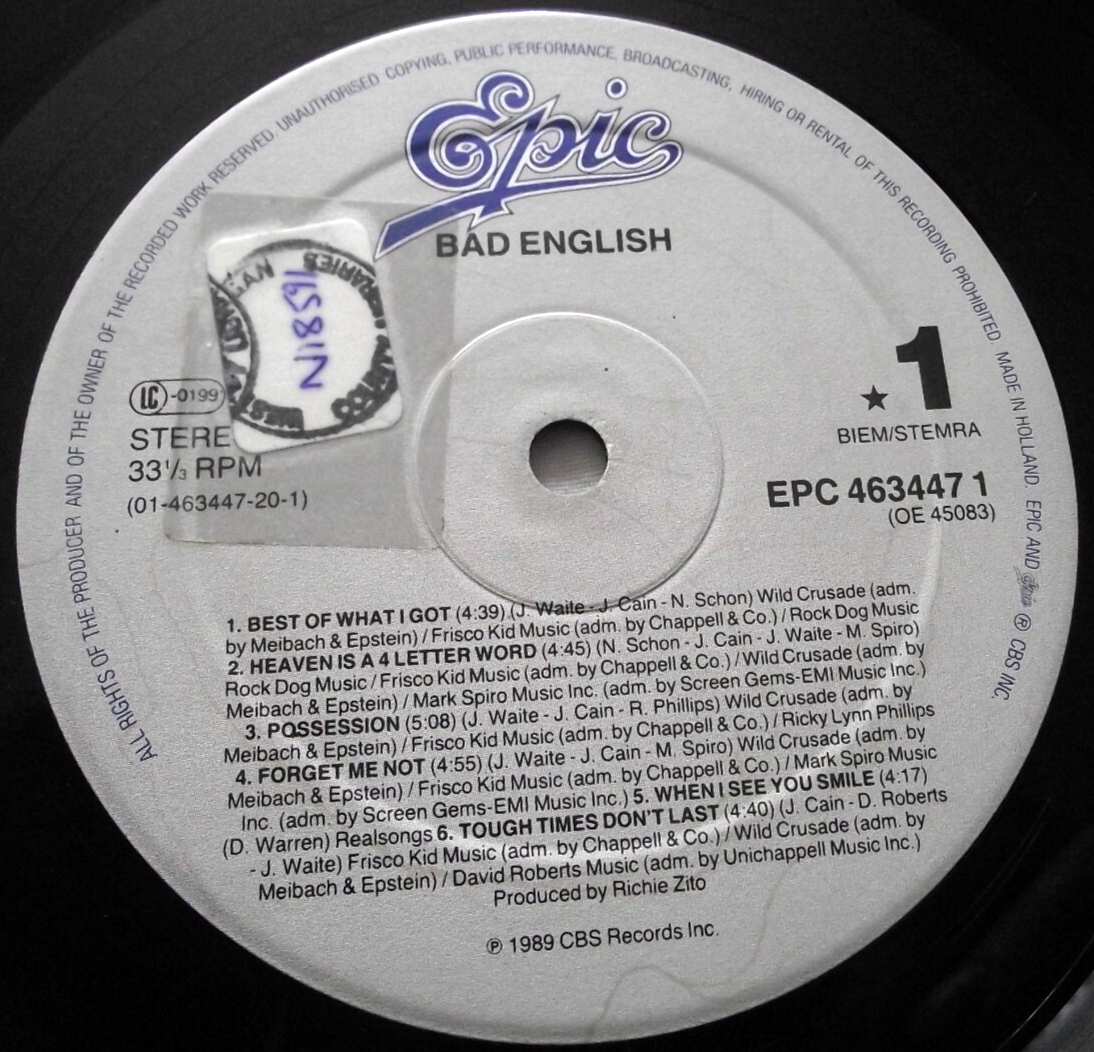 ALL RIGHTS OF THE PRODUCER AND OF THE OWNER OF THE RECORDED WORK RESERVED. UNAUTHORISED COPYING, PUBLIC PERFORMANCE, BROADCASTING, HIRING OR RENTAL OF THIS RECORDING PROHIBITED. MADE IN HOLLAND. EPIC AND Epic ® CBS INC.
Epic
BAD ENGLISH
LIBRARIES
N1859
1
LC-0199
STERE
BIEM/STEMRA
33 1/3 RPM
EPC 463447 1
(01-463447-20-1)
(OE 45083)
1. BEST OF WHAT I GOT (4:39) (J. Waite - J. Cain - N. Schon) Wild Crusade (adm.
by Meibach & Epstein) / Frisco Kid Music (adm. by Chappell & Co.) / Rock Dog Music
2. HEAVEN IS A 4 LETTER WORD (4:45) (N. Schon - J. Cain - J. Waite - M. Spiro)
Rock Dog Music / Frisco Kid Music (adm. by Chappell & Co.) / Wild Crusade (adm. by
Meibach & Epstein) / Mark Spiro Music Inc. (adm. by Screen Gems-EMI Music Inc.)
3. POSSESSION (5:08) (J. Waite - J. Cain - R. Phillips) Wild Crusade (adm. by
Meibach & Epstein) / Frisco Kid Music (adm. by Chappell & Co.) / Ricky Lynn Phillips
4. FORGET ME NOT (4:55) (J. Waite - J. Cain - M. Spiro) Wild Crusade (adm. by
Meibach & Epstein) / Frisco Kid Music (adm. by Chappell & Co.) / Mark Spiro Music
Inc. (adm. by Screen Gems-EMI Music Inc.) 5. WHEN I SEE YOU SMILE (4:17)
(D. Warren) Realsongs 6. TOUGH TIMES DON'T LAST (4:40) (J. Cain - D. Roberts
- J. Waite) Frisco Kid Music (adm. by Chappell & Co.) / Wild Crusade (adm. by
Meibach & Epstein) / David Roberts Music (adm. by Unichappell Music Inc.)
Produced by Richie Zito
℗ 1989 CBS Records Inc.